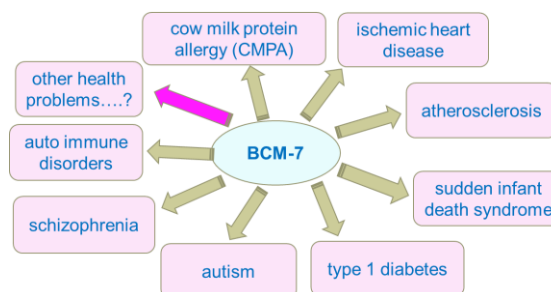 cow milk protein
allergy (CMPA)
ischemic heart
disease
other health
problems….?
atherosclerosis
auto immune
disorders
BCM-7
sudden infant
death syndrome
schizophrenia
autism
type 1 diabetes